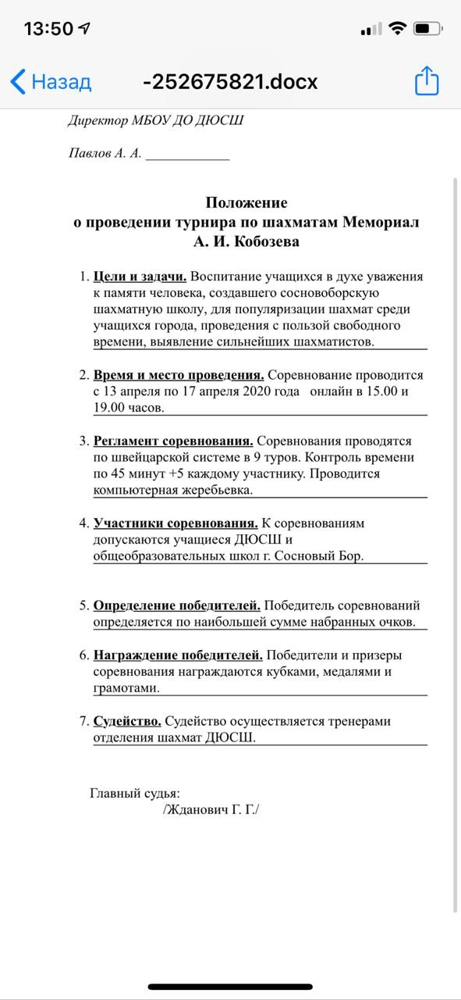 13:50
Назад
-252675821.docx
Директор МБОУ ДО ДЮСШ
Павлов А. А. ____________
Положение
о проведении турнира по шахматам Мемориал
А. И. Кобозева
1. Цели и задачи. Воспитание учащихся в духе уважения
к памяти человека, создавшего сосновоборскую
шахматную школу, для популяризации шахмат среди
учащихся города, проведения с пользой свободного
времени, выявление сильнейших шахматистов.
2. Время и место проведения. Соревнование проводится
с 13 апреля по 17 апреля 2020 года онлайн в 15.00 и
19.00 часов.
3. Регламент соревнования. Соревнования проводятся
по швейцарской системе в 9 туров. Контроль времени
по 45 минут +5 каждому участнику. Проводится
компьютерная жеребьевка.
4. Участники соревнования. К соревнованиям
допускаются учащиеся ДЮСШ и
общеобразовательных школ г. Сосновый Бор.
5. Определение победителей. Победитель соревнований
определяется по наибольшей сумме набранных очков.
6. Награждение победителей. Победители и призеры
соревнования награждаются кубками, медалями и
грамотами.
7. Судейство. Судейство осуществляется тренерами
отделения шахмат ДЮСШ.
Главный судья:
/Жданович Г. Г./